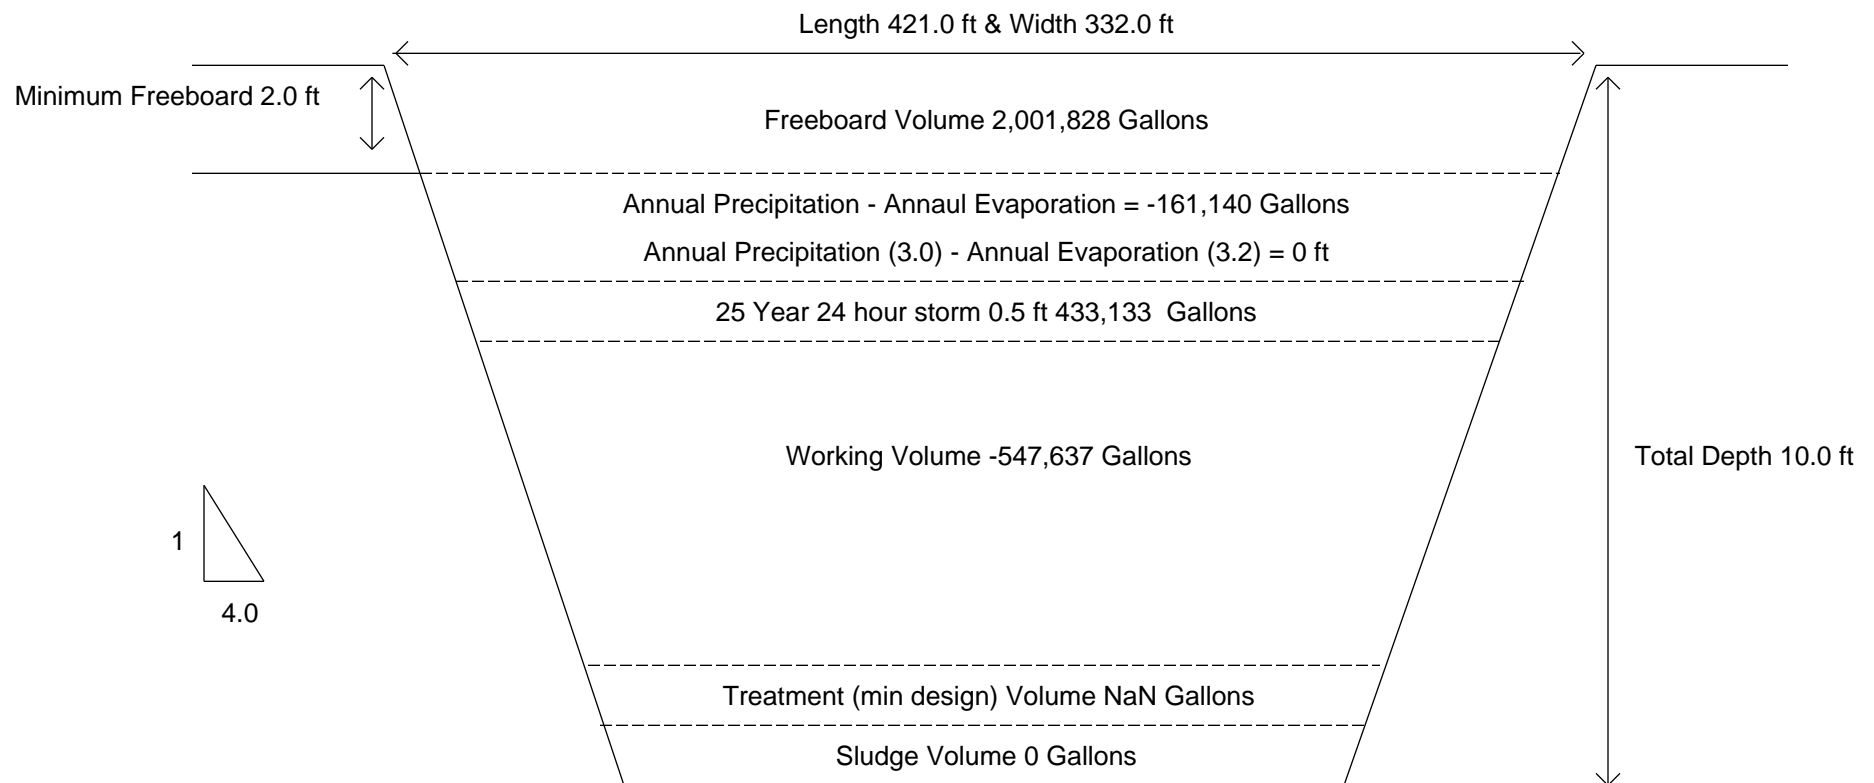 Length 421.0 ft & Width 332.0 ft
Minimum Freeboard 2.0 ft
Freeboard Volume 2,001,828 Gallons
Annual Precipitation - Annaul Evaporation = -161,140 Gallons
Annual Precipitation (3.0) - Annual Evaporation (3.2) = 0 ft
25 Year 24 hour storm 0.5 ft 433,133  Gallons
Working Volume -547,637 Gallons
Total Depth 10.0 ft
1
4.0
Treatment (min design) Volume NaN Gallons
Sludge Volume 0 Gallons